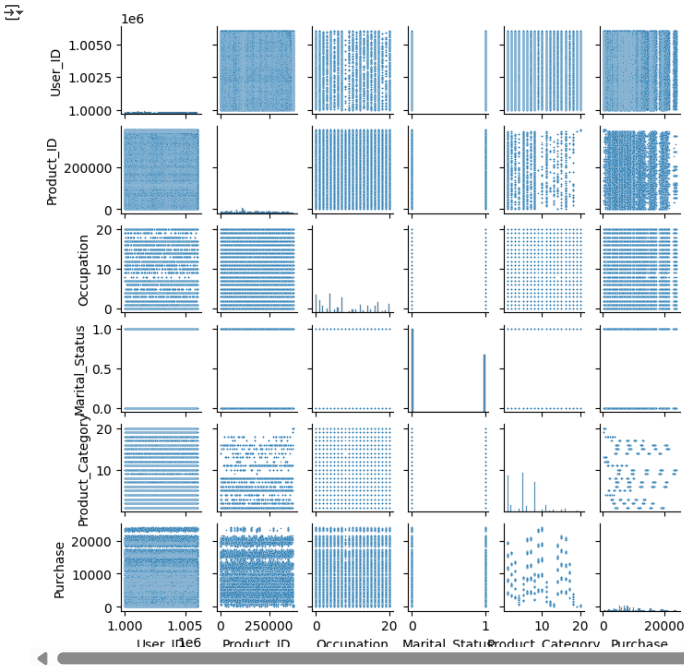 1e6
User_ID
1.0050
1.0025
1.0000
Product_ID
200000
0
Occupation
20
10
0
Marital_Status
1.0
0.5
0.0
Product_Category
20
10
Purchase
20000
10000
0
1.000 1.005 0 250000 0 20 0 1 10 20 0 20000
User_ID 1e6 Product_ID Occupation Marital_Status Product_Category Purchase